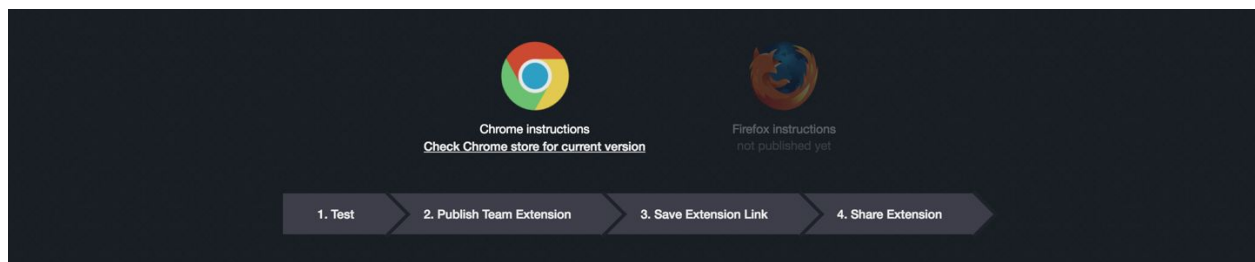 Chrome instructions
Check Chrome store for current version
Firefox instructions
not published yet
1. Test
2. Publish Team Extension
3. Save Extension Link
4. Share Extension